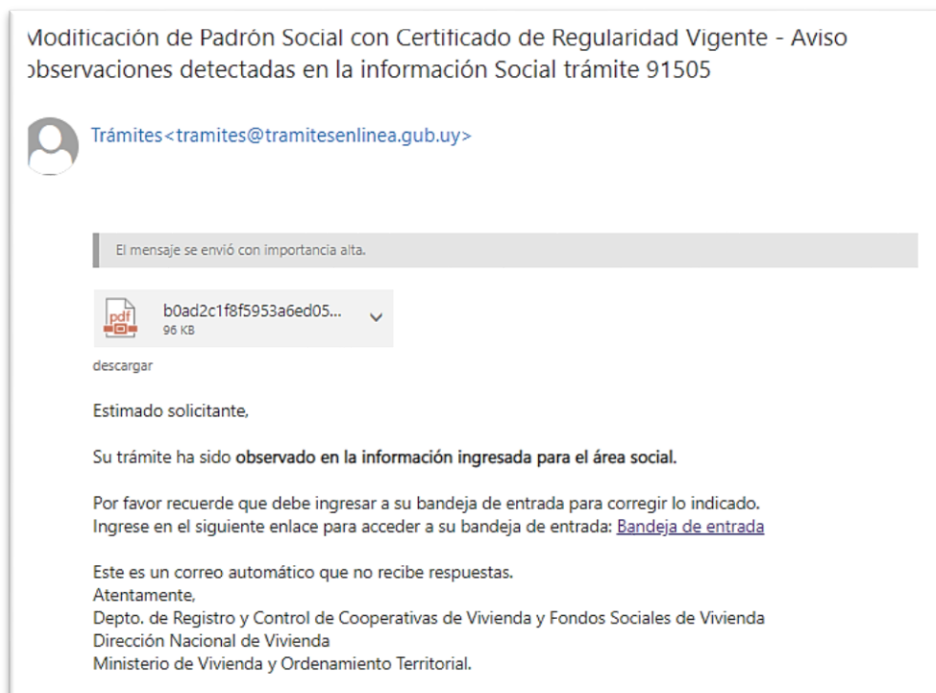 Modificación de Padrón Social con Certificado de Regularidad Vigente - Aviso
observaciones detectadas en la información Social trámite 91505
Trámites<tramites@tramitesenlinea.gub.uy>
El mensaje se envió con importancia alta.
pdf
b0ad2c1f8f5953a6ed05...
96 KB
descargar
Estimado solicitante,
Su trámite ha sido observado en la información ingresada para el área social.
Por favor recuerde que debe ingresar a su bandeja de entrada para corregir lo indicado.
Ingrese en el siguiente enlace para acceder a su bandeja de entrada: Bandeja de entrada
Este es un correo automático que no recibe respuestas.
Atentamente,
Depto. de Registro y Control de Cooperativas de Vivienda y Fondos Sociales de Vivienda
Dirección Nacional de Vivienda
Ministerio de Vivienda y Ordenamiento Territorial.